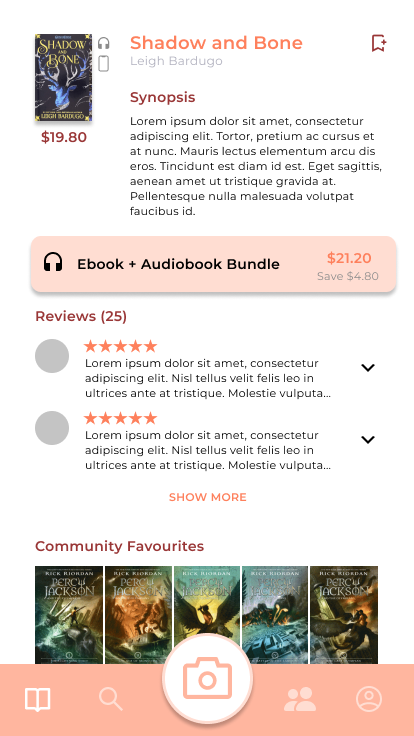 SHADOW
AND
BONE
LEIGH BARDUGO
$19.80
Shadow and Bone
Leigh Bardugo
Synopsis
Lorem ipsum dolor sit amet, consectetur
adipiscing elit. Tortor, pretium ac cursus et
at nunc. Mauris lectus elementum arcu dis
eros. Tincidunt est diam id est. Eget sagittis,
aenean amet ut tristique gravida at.
Pellentesque nulla malesuada volutpat
faucibus id.
Ebook + Audiobook Bundle
$21.20
Save $4.80
Reviews (25)
Lorem ipsum dolor sit amet, consectetur
adipiscing elit. Nisl tellus velit felis leo in
ultrices ante at tristique. Molestie vulputa...
Lorem ipsum dolor sit amet, consectetur
adipiscing elit. Nisl tellus velit felis leo in
ultrices ante at tristique. Molestie vulputa...
SHOW MORE
Community Favourites
RICK RIORDAN
PERCY
JACKSON
RICK RIORDAN
PERCY
JACKSON
RICK RIORDAN
PERCY
JACKSON
RICK RIORDAN
PERCY
JACKSON
RICK RIORDAN
PERCY
JACKSON